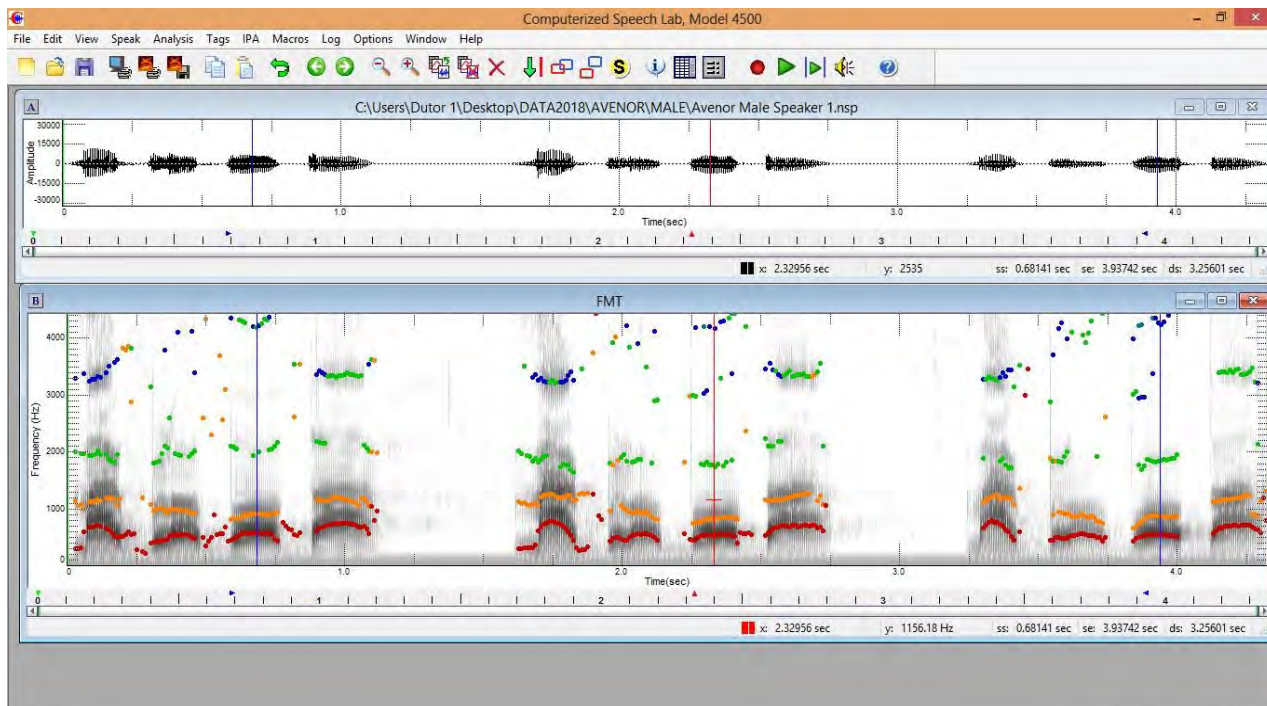 Computerized Speech Lab, Model 4500
File Edit View Speak Analysis Tags IPA Macros Log Options Window Help
A
C:\Users\Dutor 1\Desktop\DATA2018\AVENOR\MALE\Avenor Male Speaker 1.nsp
30000
15000
0
-15000
-30000
Amplitude
0 1.0 2.0 3.0 4.0
Time(sec)
0 1 2 3 4
x: 2.32956 sec y: 2535 ss: 0.68141 sec se: 3.93742 sec ds: 3.25601 sec
B
FMT
4000
3000
2000
1000
0
Frequency (Hz)
0 1.0 2.0 3.0 4.0
Time(sec)
0 1 2 3 4
x: 2.32956 sec y: 1156.18 Hz ss: 0.68141 sec se: 3.93742 sec ds: 3.25601 sec